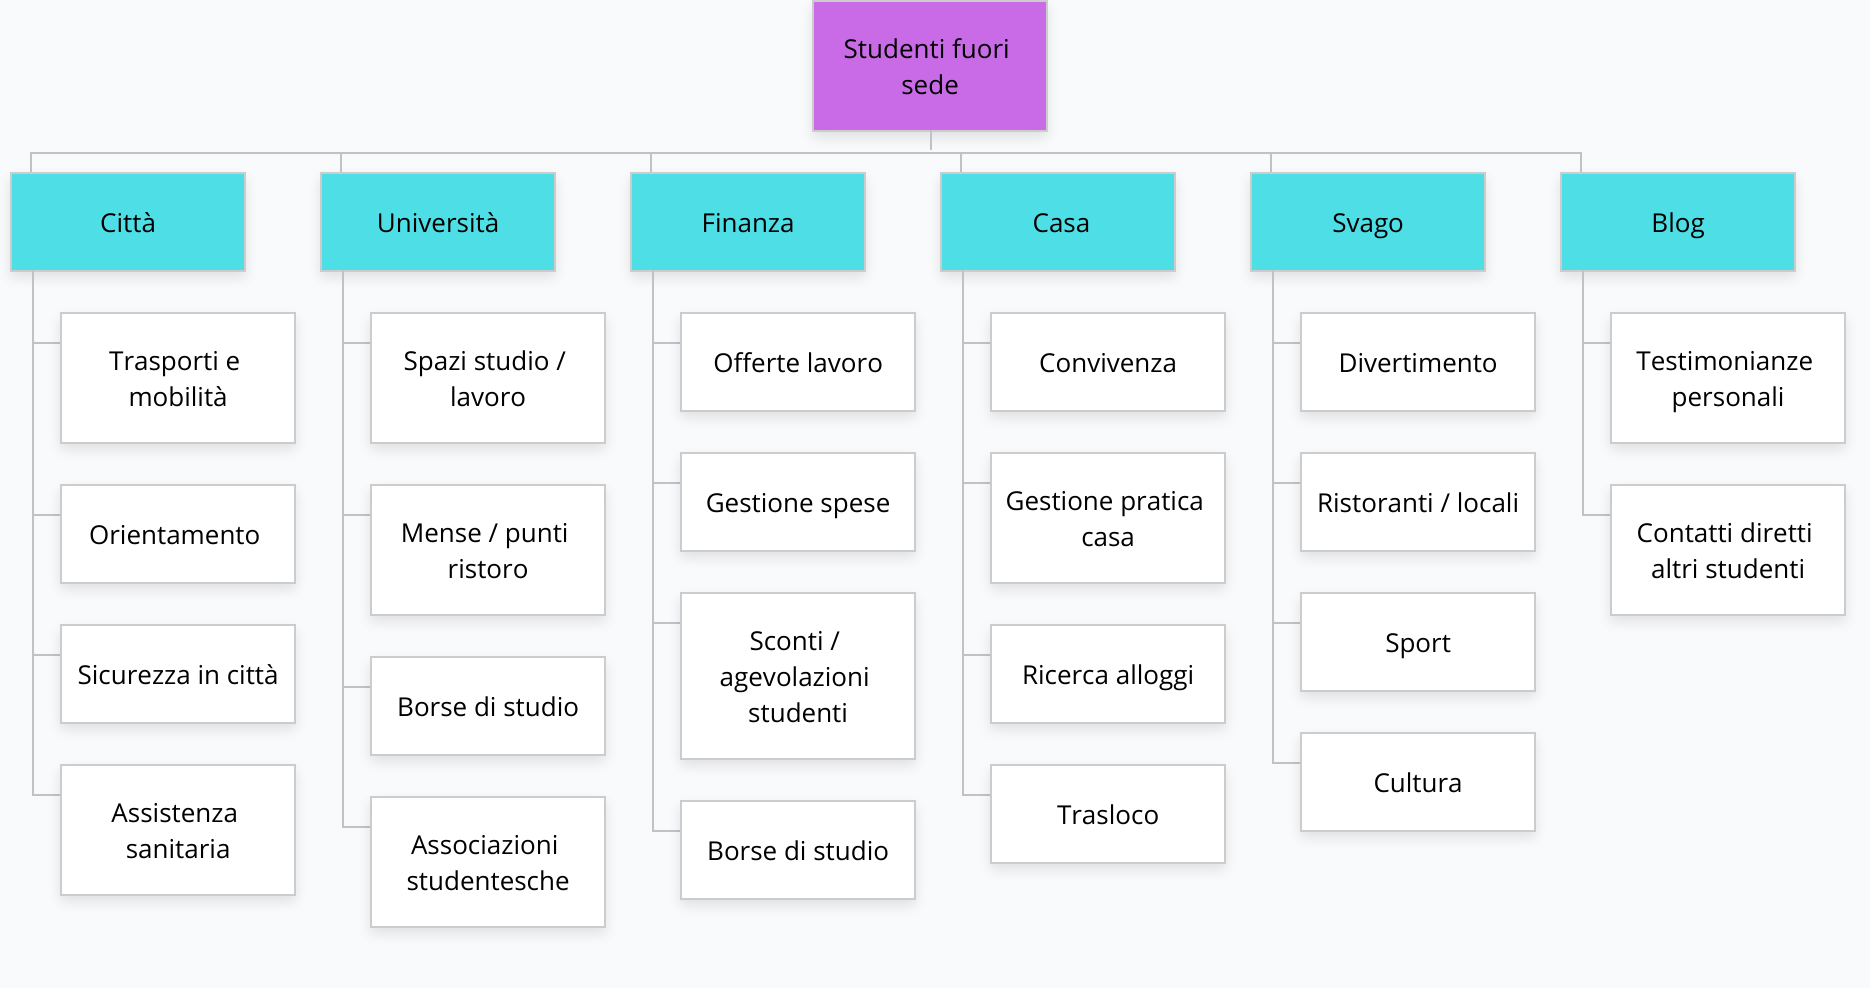 Studenti fuori
sede
Città
Università
Finanza
Casa
Svago
Blog
Trasporti e
mobilità
Orientamento
Sicurezza in città
Assistenza
sanitaria
Spazi studio /
lavoro
Mense / punti
ristoro
Borse di studio
Associazioni
studentesche
Offerte lavoro
Gestione spese
Sconti /
agevolazioni
studenti
Borse di studio
Convivenza
Gestione pratica
casa
Ricerca alloggi
Trasloco
Divertimento
Ristoranti / locali
Sport
Cultura
Testimonianze
personali
Contatti diretti
altri studenti